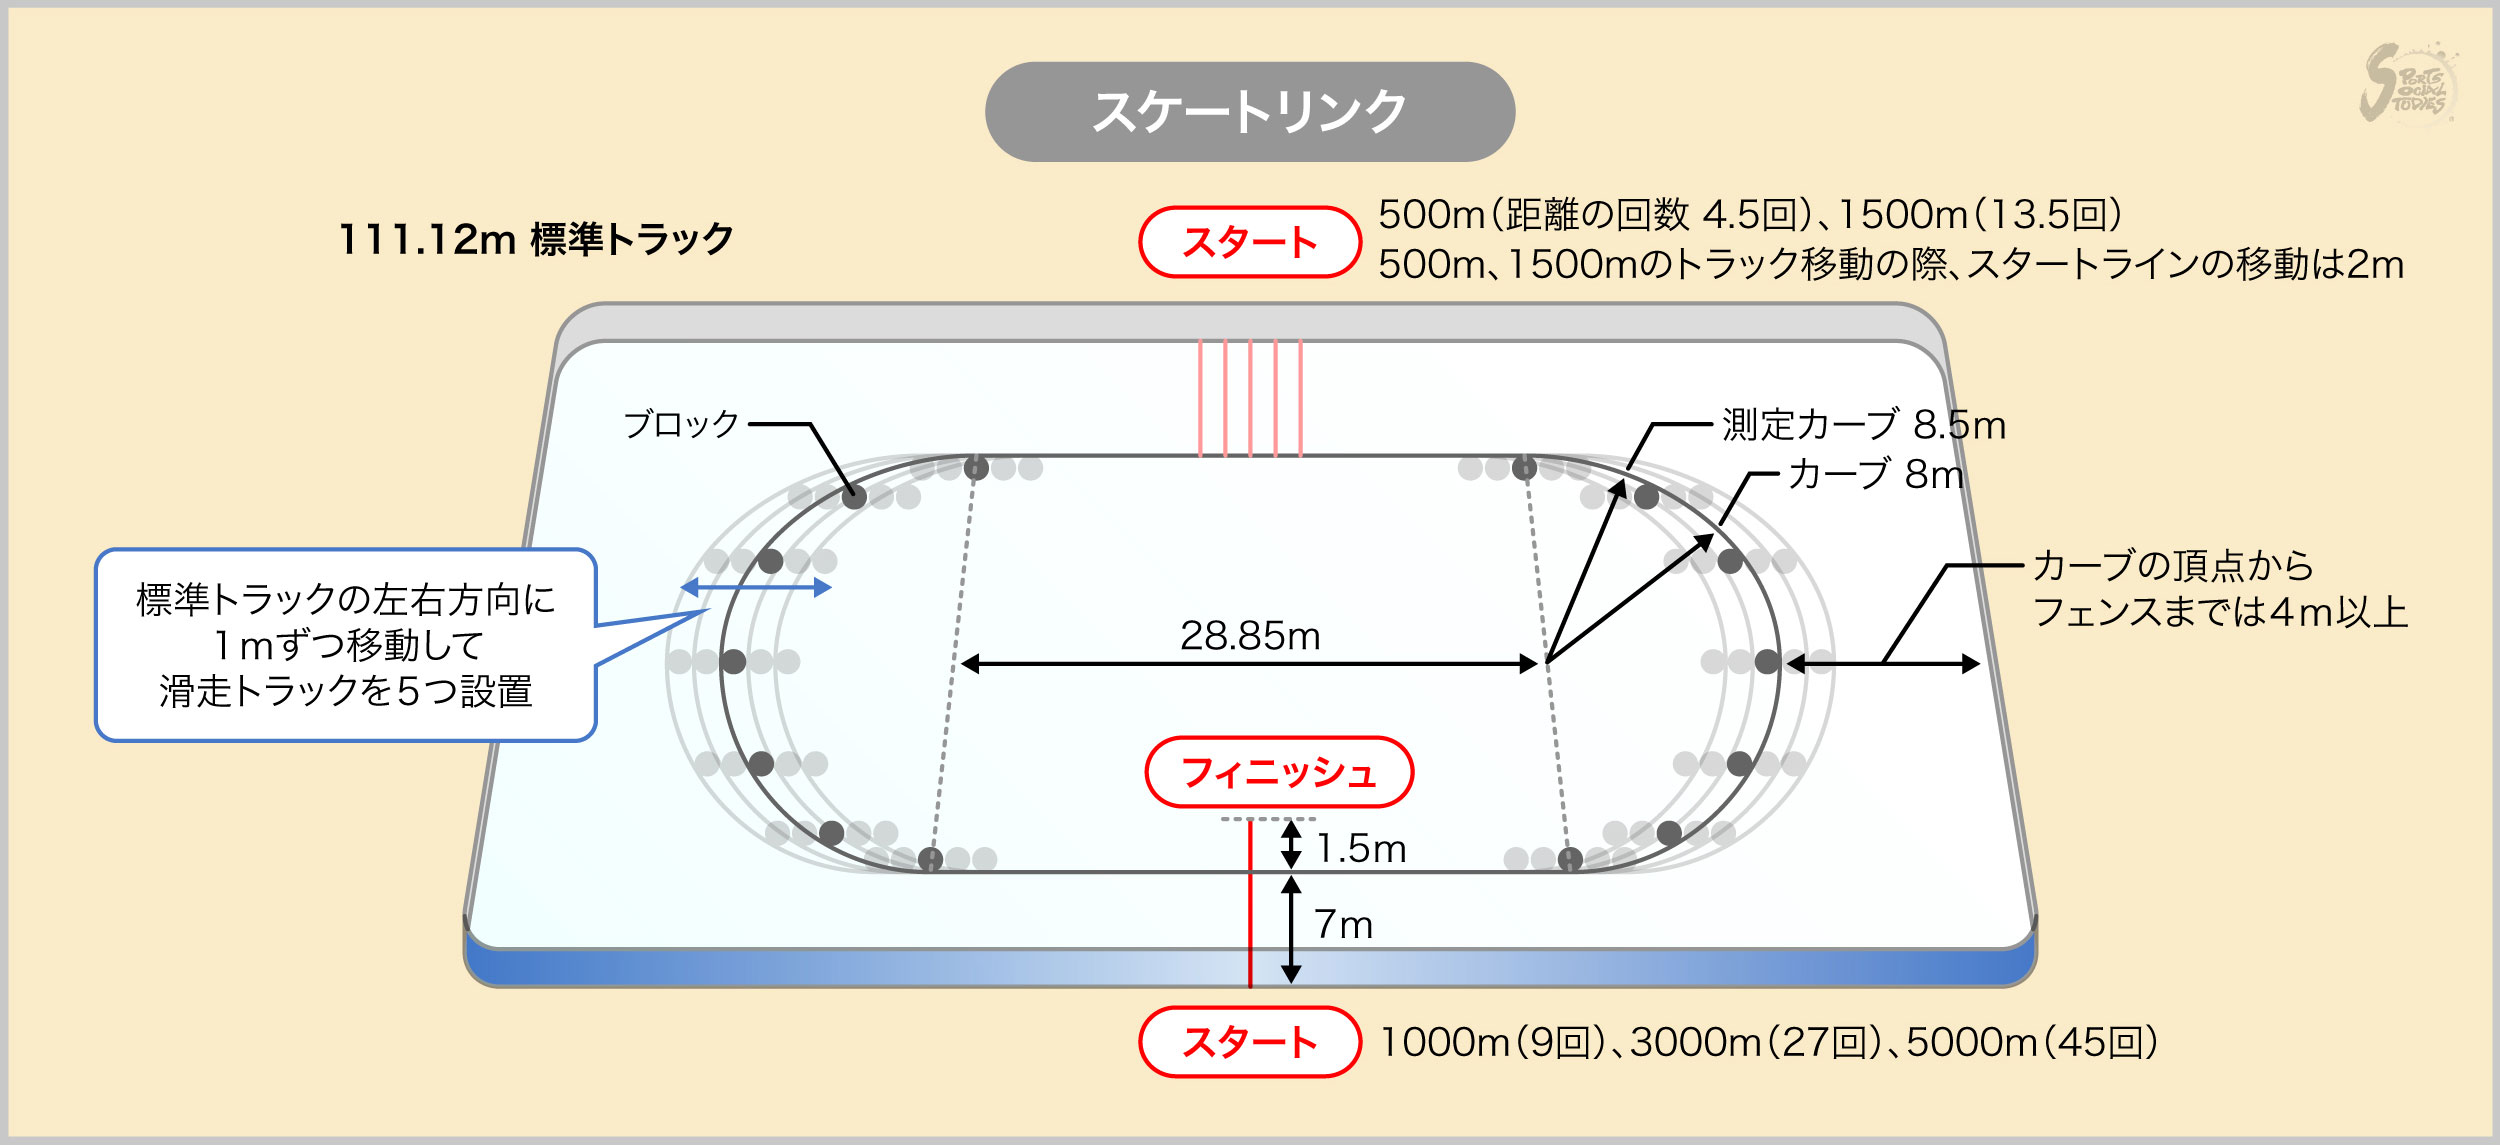 スケートリンク
SPORTS SOCIAL TOPICS
111.12m 標準トラック
スタート
500m（距離の回数 4.5回）、1500m（13.5回）
500m、1500mのトラック移動の際、スタートラインの移動は2m
ブロック
測定カーブ 8.5m
カーブ 8m
カーブの頂点から
フェンスまでは4m以上
標準トラックの左右方向に
1mずつ移動して
滑走トラックを5つ設置
28.85m
フィニッシュ
1.5m
7m
スタート
1000m（9回）、3000m（27回）、5000m（45回）